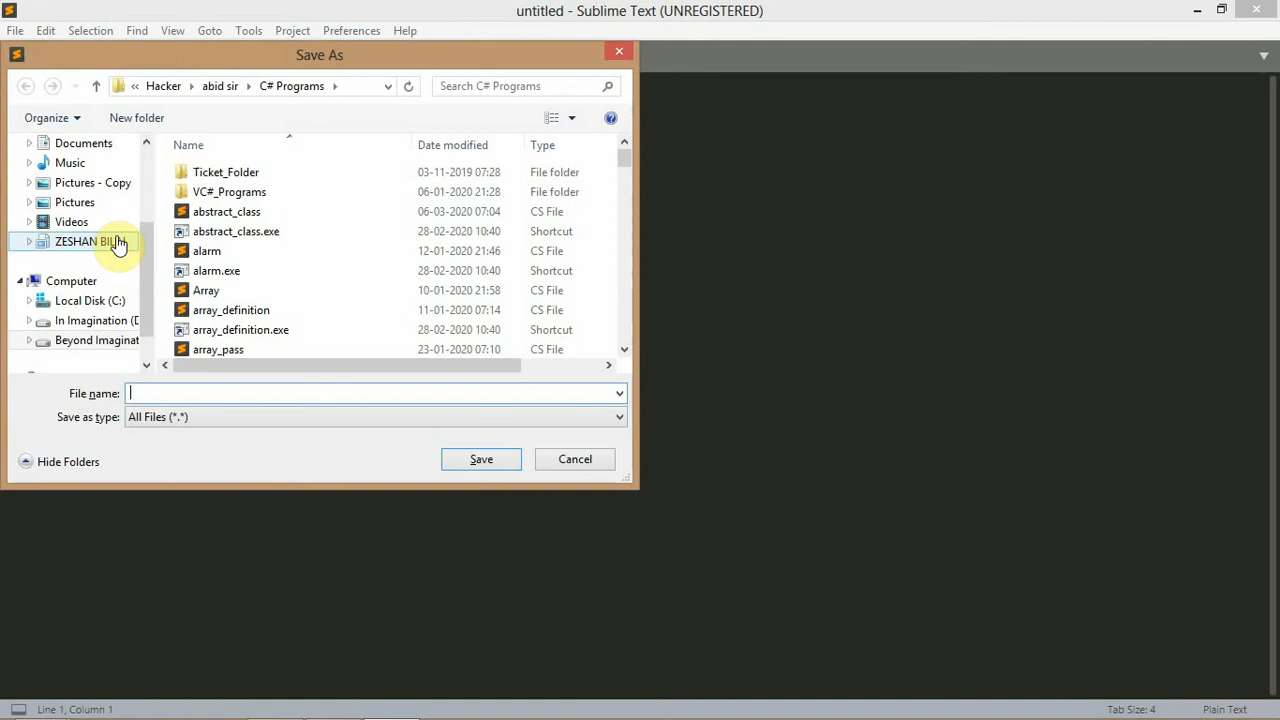 untitled - Sublime Text (UNREGISTERED)
File Edit Selection Find View Goto Tools Project Preferences Help
Save As
« Hacker abid sir C# Programs
Search C# Programs
Organize New folder
Name Date modified Type
Documents
Music
Pictures - Copy
Pictures
Videos
ZESHAN
Computer
Local Disk (C:)
In Imagination (D
Beyond Imaginat
Ticket_Folder 03-11-2019 07:28 File folder
VC#_Programs 06-01-2020 21:28 File folder
abstract_class 06-03-2020 07:04 CS File
abstract_class.exe 28-02-2020 10:40 Shortcut
alarm 12-01-2020 21:46 CS File
alarm.exe 28-02-2020 10:40 Shortcut
Array 10-01-2020 21:58 CS File
array_definition 11-01-2020 07:14 CS File
array_definition.exe 28-02-2020 10:40 Shortcut
array_pass 23-01-2020 07:10 CS File
File name:
Save as type: All Files (*.*)
Hide Folders Save Cancel
Line 1, Column 1 Tab Size: 4 Plain Text